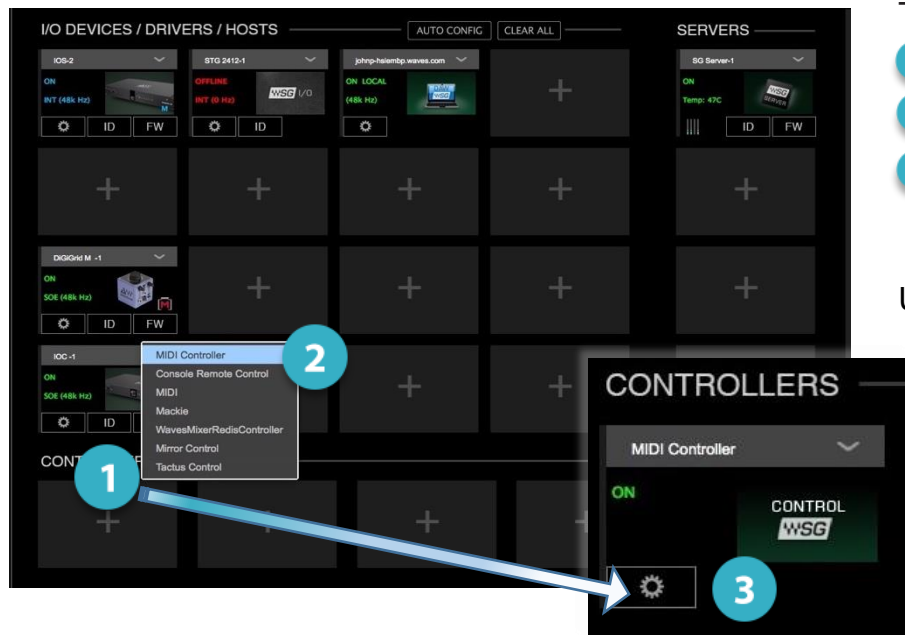 I/O DEVICES / DRIVERS / HOSTS
AUTO CONFIG
CLEAR ALL
SERVERS
IOS-2
STG 2412-1
johnp-hsiembp.waves.com
SG Server-1
ON
INT (48k Hz)
M
OFFLINE
INT (0 Hz)
WSG I/O
ON LOCAL
(48k Hz)
WSG
ON
Temp: 47C
WSG
SERVER
ID
FW
ID
ID
FW
DiGiGrid M -1
ON
SOE (48k Hz)
M
ID
FW
IOC -1
ON
SOE (48k Hz)
ID
MIDI Controller
Console Remote Control
MIDI
Mackie
WavesMixerRedisController
Mirror Control
Tactus Control
2
CONT
1
CONTROLLERS
MIDI Controller
ON
CONTROL
WSG
3